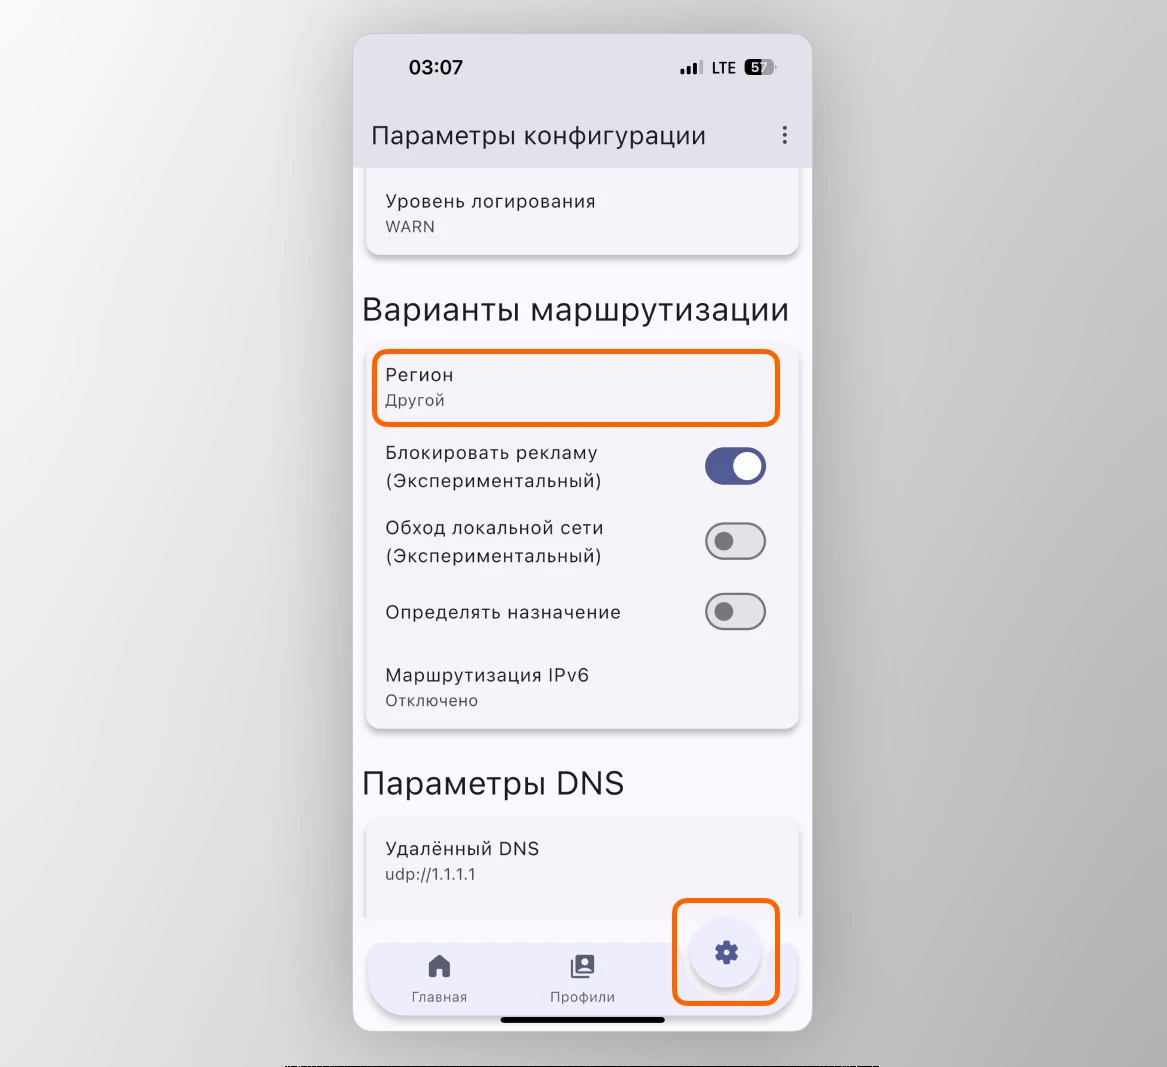 03:07
LTE 57
Параметры конфигурации
Уровень логирования
WARN
Варианты маршрутизации
Регион
Другой
Блокировать рекламу
(Экспериментальный)
Обход локальной сети
(Экспериментальный)
Определять назначение
Маршрутизация IPv6
Отключено
Параметры DNS
Удалённый DNS
udp://1.1.1.1
Главная
Профили